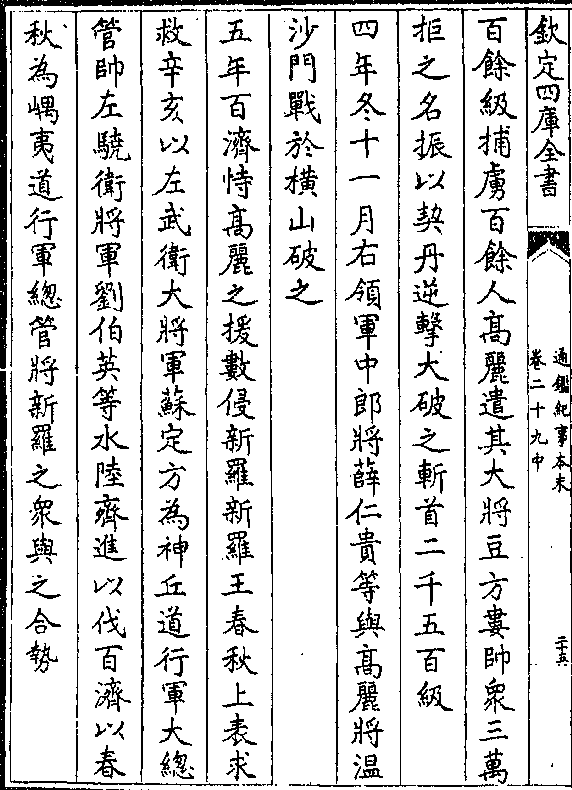 欽定四庫全書
通鑑紀事本末
卷二十九中
二十五
百餘級捕虜百餘人髙麗遣其大將豆方婁帥衆三萬
拒之名振以契丹逆擊大破之斬首二千五百級
四年冬十一月右領軍中郎將薛仁貴等與髙麗將温
沙門戰於横山破之
五年百濟恃髙麗之援數侵新羅新羅王春秋上表求
救辛亥以左武衛大將軍蘇定方為神丘道行軍大總
管帥左驍衛將軍劉伯英等水陸齊進以伐百濟以春
秋為嵎夷道行軍總管將新羅之衆與之合勢